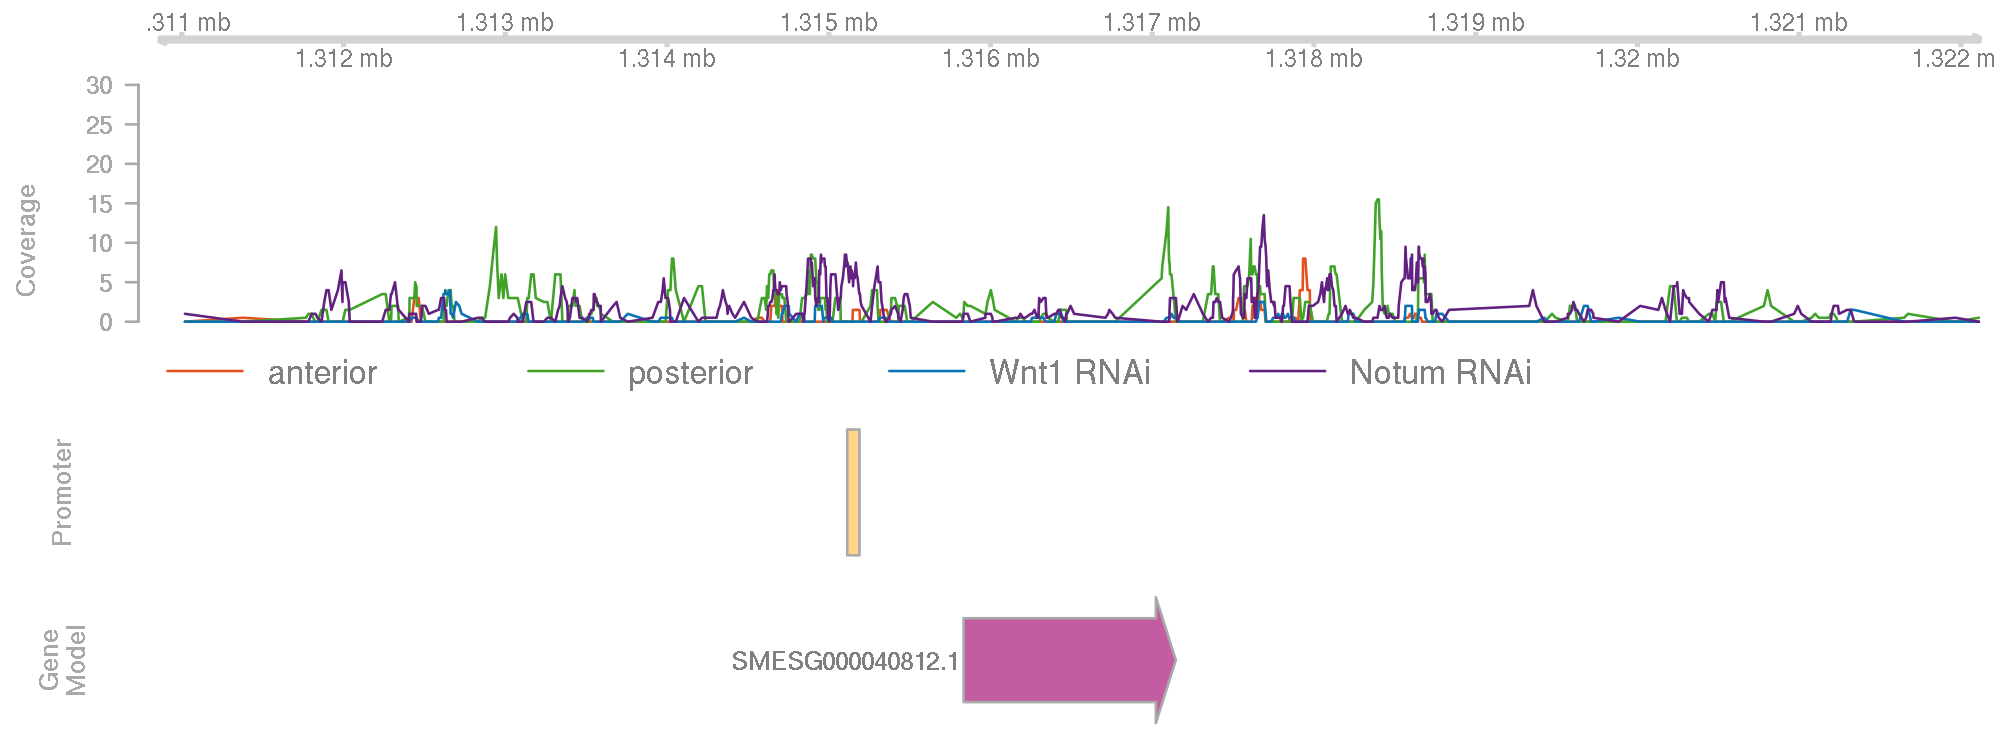 .311 mb 1.313 mb 1.315 mb 1.317 mb 1.319 mb 1.321 mb
1.312 mb 1.314 mb 1.316 mb 1.318 mb 1.32 mb 1.322 m
30
25
20
15
10
5
0
Coverage
anterior posterior Wnt1 RNAi Notum RNAi
Promoter
Gene
Model
SMESG000040812.1